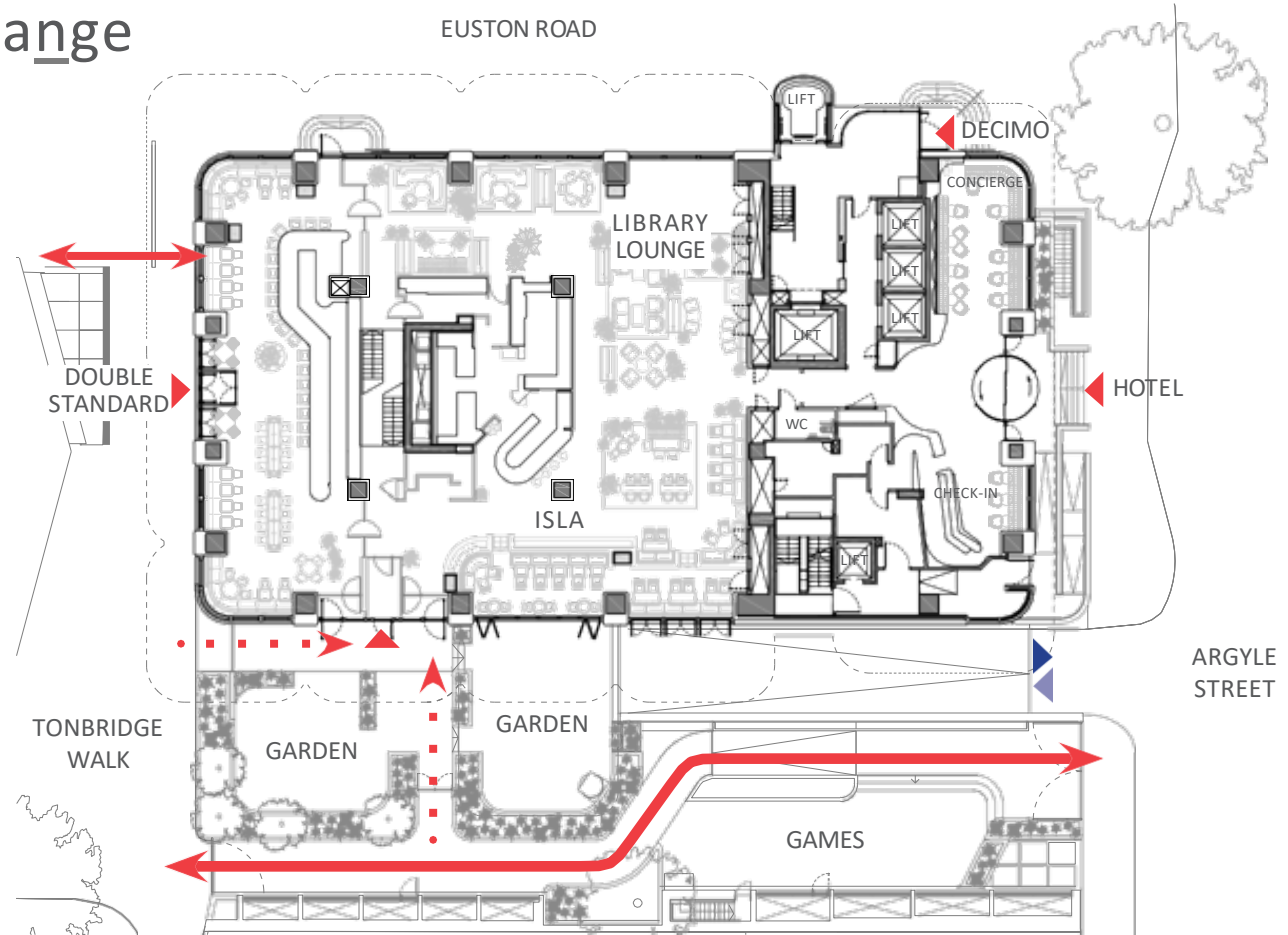 ange
EUSTON ROAD
LIFT
DECIMO
CONCIERGE
LIBRARY
LOUNGE
LIFT
LIFT
LIFT
LIFT
DOUBLE
STANDARD
HOTEL
WC
CHECK-IN
ISLA
LIFT
ARGYLE
STREET
TONBRIDGE
WALK
GARDEN
GARDEN
GAMES